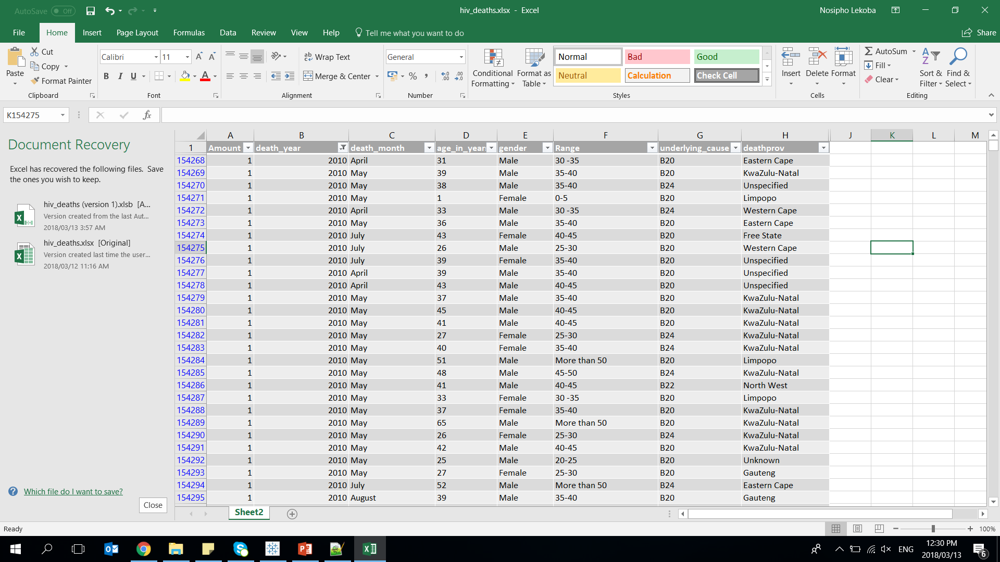 AutoSave Off
hiv_deaths.xlsx - Excel
Nosipho Lekoba
File Home Insert Page Layout Formulas Data Review View Help Tell me what you want to do
Share
Paste
Cut
Copy
Format Painter
Clipboard
Calibri 11
B I U
Font
Wrap Text
Merge & Center
Alignment
General
Number
Conditional Formatting
Format as Table
Normal Bad Good
Neutral Calculation Check Cell
Styles
Insert Delete Format
Cells
AutoSum
Fill
Clear
Sort & Filter
Find & Select
Editing
K154275
fx
Document Recovery
Excel has recovered the following files. Save
the ones you wish to keep.
hiv_deaths (version 1).xlsb [A...
Version created from the last Aut...
2018/03/13 3:57 AM
hiv_deaths.xlsx [Original]
Version created last time the user...
2018/03/12 11:16 AM
Which file do I want to save?
Close
A B C D E F G H J K L M
1 Amount death_year death_month age_in_years gender Range underlying_cause deathprov
154268 1 2010 April 31 Male 30 -35 B20 Eastern Cape
154269 1 2010 May 39 Male 35-40 B20 KwaZulu-Natal
154270 1 2010 May 38 Male 35-40 B24 Unspecified
154271 1 2010 May 1 Female 0-5 B20 Limpopo
154272 1 2010 April 33 Male 30 -35 B24 Western Cape
154273 1 2010 May 36 Male 35-40 B20 Eastern Cape
154274 1 2010 July 43 Female 40-45 B20 Free State
154275 1 2010 July 26 Male 25-30 B20 Western Cape
154276 1 2010 July 39 Female 35-40 B20 Unspecified
154277 1 2010 April 39 Male 35-40 B20 Unspecified
154278 1 2010 April 43 Male 40-45 B20 Unspecified
154279 1 2010 May 37 Male 35-40 B20 KwaZulu-Natal
154280 1 2010 May 45 Male 40-45 B20 KwaZulu-Natal
154281 1 2010 May 41 Male 40-45 B20 KwaZulu-Natal
154282 1 2010 May 27 Female 25-30 B24 KwaZulu-Natal
154283 1 2010 May 40 Female 35-40 B24 KwaZulu-Natal
154284 1 2010 May 51 Male More than 50 B20 Limpopo
154285 1 2010 May 48 Male 45-50 B24 KwaZulu-Natal
154286 1 2010 May 41 Male 40-45 B22 North West
154287 1 2010 May 33 Female 30 -35 B20 Limpopo
154288 1 2010 May 37 Female 35-40 B20 KwaZulu-Natal
154289 1 2010 May 65 Male More than 50 B20 KwaZulu-Natal
154290 1 2010 May 26 Female 25-30 B24 KwaZulu-Natal
154291 1 2010 May 42 Male 40-45 B20 KwaZulu-Natal
154292 1 2010 May 25 Male 20-25 B20 Unknown
154293 1 2010 May 27 Female 25-30 B20 Gauteng
154294 1 2010 July 52 Male More than 50 B24 Eastern Cape
154295 1 2010 August 39 Male 35-40 B20 Gauteng
Sheet2
Ready
100%
ENG
12:30 PM
2018/03/13
6